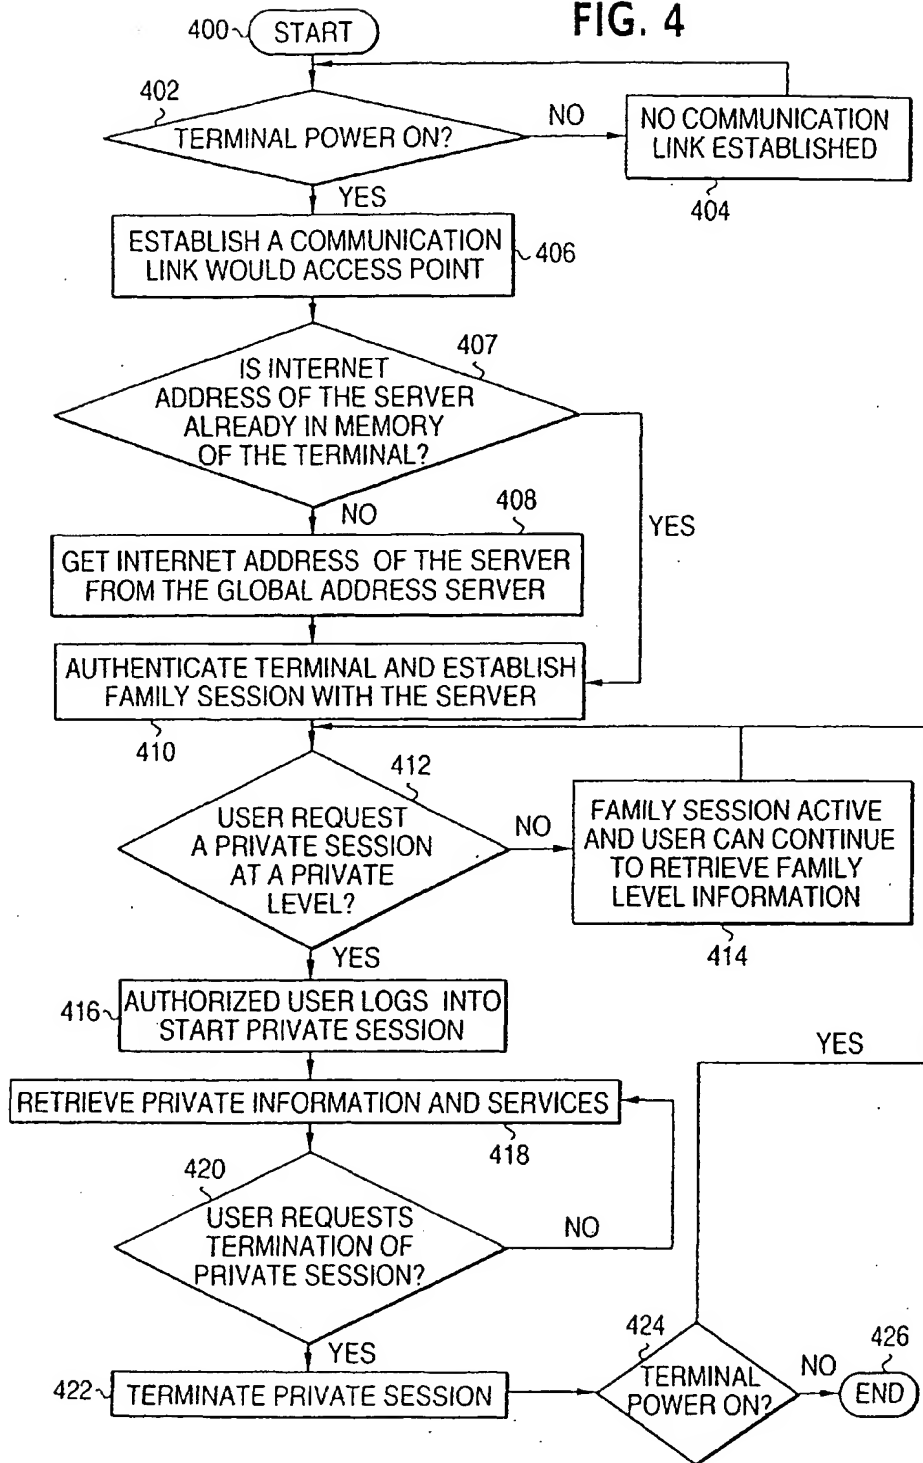 FIG. 4
400
START
402
TERMINAL POWER ON?
NO
NO COMMUNICATION
LINK ESTABLISHED
404
YES
ESTABLISH A COMMUNICATION
LINK WOULD ACCESS POINT
406
407
IS INTERNET
ADDRESS OF THE SERVER
ALREADY IN MEMORY
OF THE TERMINAL?
YES
NO
408
GET INTERNET ADDRESS OF THE SERVER
FROM THE GLOBAL ADDRESS SERVER
AUTHENTICATE TERMINAL AND ESTABLISH
FAMILY SESSION WITH THE SERVER
410
412
USER REQUEST
A PRIVATE SESSION
AT A PRIVATE
LEVEL?
NO
FAMILY SESSION ACTIVE
AND USER CAN CONTINUE
TO RETRIEVE FAMILY
LEVEL INFORMATION
414
YES
416
AUTHORIZED USER LOGS INTO
START PRIVATE SESSION
YES
RETRIEVE PRIVATE INFORMATION AND SERVICES
418
420
USER REQUESTS
TERMINATION OF
PRIVATE SESSION?
NO
YES
422
TERMINATE PRIVATE SESSION
424
TERMINAL
POWER ON?
NO
426
END